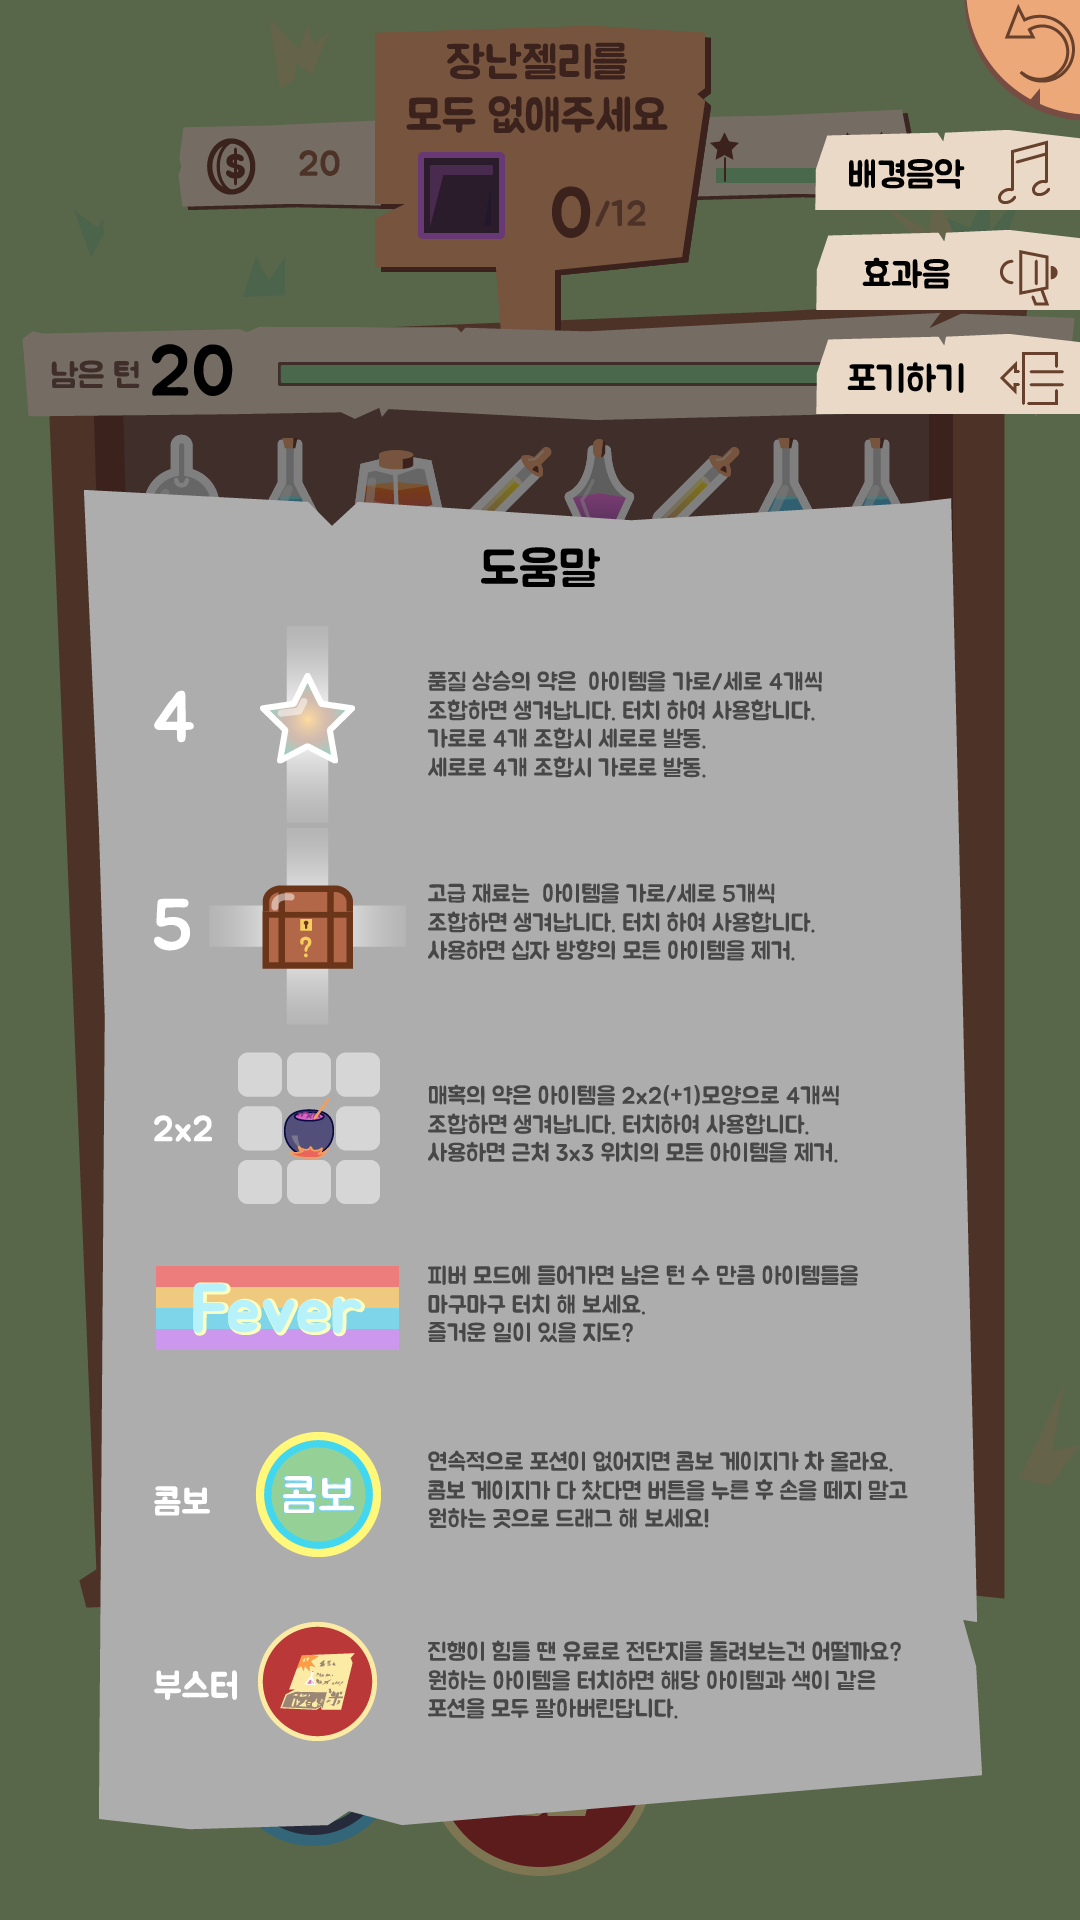 장난젤리를
모두 없애주세요
$ 20
0/12
배경음악
효과음
남은 턴 20
포기하기
도움말
4
품질 상승의 약은 아이템을 가로/세로 4개씩
조합하면 생겨납니다. 터치 하여 사용합니다.
가로로 4개 조합시 세로로 발동.
세로로 4개 조합시 가로로 발동.
5
?
고급 재료는 아이템을 가로/세로 5개씩
조합하면 생겨납니다. 터치 하여 사용합니다.
사용하면 십자 방향의 모든 아이템을 제거.
2x2
매혹의 약은 아이템을 2x2(+1)모양으로 4개씩
조합하면 생겨납니다. 터치하여 사용합니다.
사용하면 근처 3x3 위치의 모든 아이템을 제거.
Fever
피버 모드에 들어가면 남은 턴 수 만큼 아이템들을
마구마구 터치 해 보세요.
즐거운 일이 있을 지도?
콤보
콤보
연속적으로 포션이 없어지면 콤보 게이지가 차 올라요.
콤보 게이지가 다 찼다면 버튼을 누른 후 손을 떼지 말고
원하는 곳으로 드래그 해 보세요!
부스터
진행이 힘들 땐 유료로 전단지를 돌려보는건 어떨까요?
원하는 아이템을 터치하면 해당 아이템과 색이 같은
포션을 모두 팔아버린답니다.